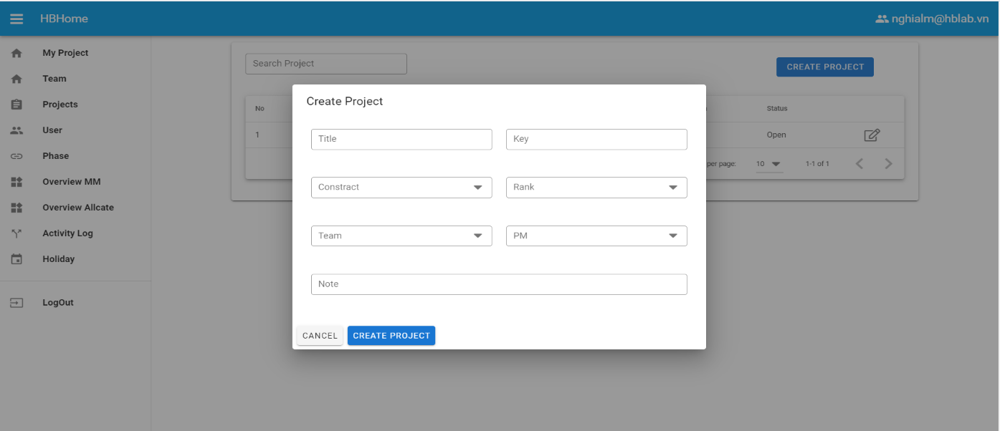 HBHome
nghialm@hblab.vn
My Project
Team
Projects
User
Phase
Overview MM
Overview Allcate
Activity Log
Holiday
LogOut
Search Project
CREATE PROJECT
No
Status
1
Open
per page:
10
1-1 of 1
Create Project
Title
Key
Constract
Rank
Team
PM
Note
CANCEL
CREATE PROJECT